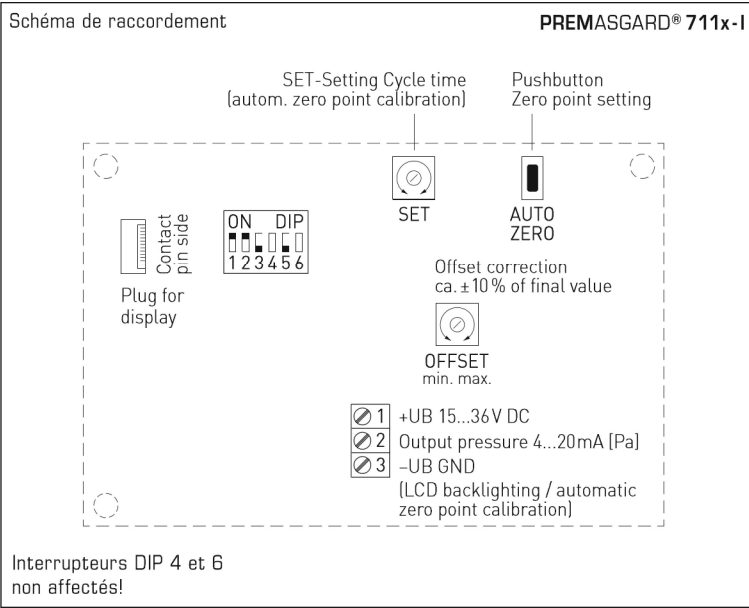 Schéma de raccordement
PREMASGARD® 711x-I
SET-Setting Cycle time
(autom. zero point calibration)
Pushbutton
Zero point setting
SET
AUTO
ZERO
Contact
pin side
Plug for
display
ON DIP
1 2 3 4 5 6
Offset correction
ca. ±10 % of final value
OFFSET
min. max.
1 +UB 15...36V DC
2 Output pressure 4...20mA [Pa]
3 –UB GND
(LCD backlighting / automatic
zero point calibration)
Interrupteurs DIP 4 et 6
non affectés!